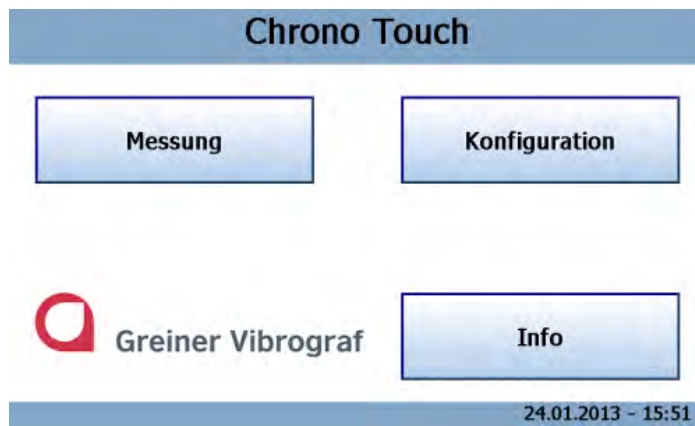 Chrono Touch
Messung
Konfiguration
Greiner Vibrograf
Info
24.01.2013 - 15:51